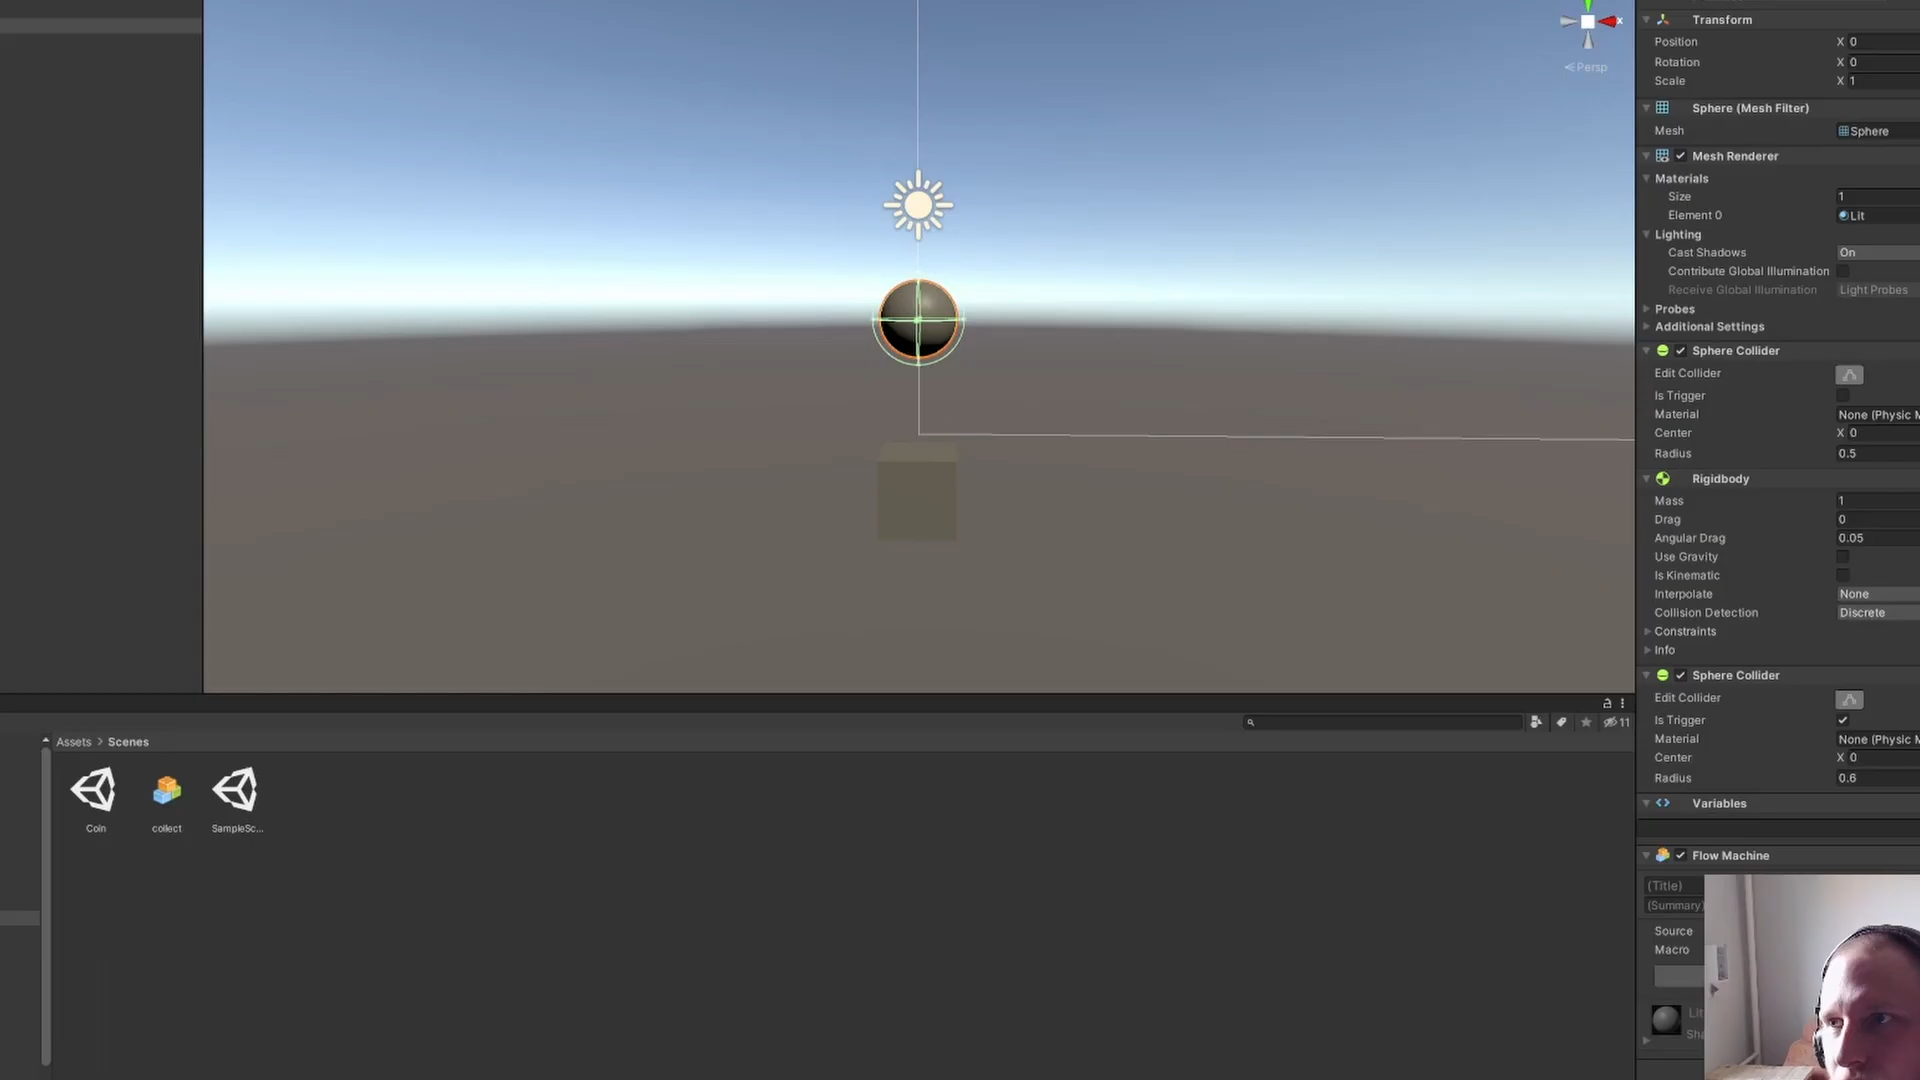 Transform
Position X 0
Rotation X 0
Scale X 1
x
Persp
Sphere (Mesh Filter)
Mesh Sphere
Mesh Renderer
Materials
Size 1
Element 0 Lit
Lighting
Cast Shadows On
Contribute Global Illumination
Receive Global Illumination Light Probes
Probes
Additional Settings
Sphere Collider
Edit Collider
Is Trigger
Material None (Physic M
Center X 0
Radius 0.5
Rigidbody
Mass 1
Drag 0
Angular Drag 0.05
Use Gravity
Is Kinematic
Interpolate None
Collision Detection Discrete
Constraints
Info
Sphere Collider
Edit Collider
Is Trigger
Material None (Physic M
Center X 0
Radius 0.6
Variables
Flow Machine
(Title)
(Summary)
Source
Macro
Lit
She
11
Assets > Scenes
Coin collect SampleSc...